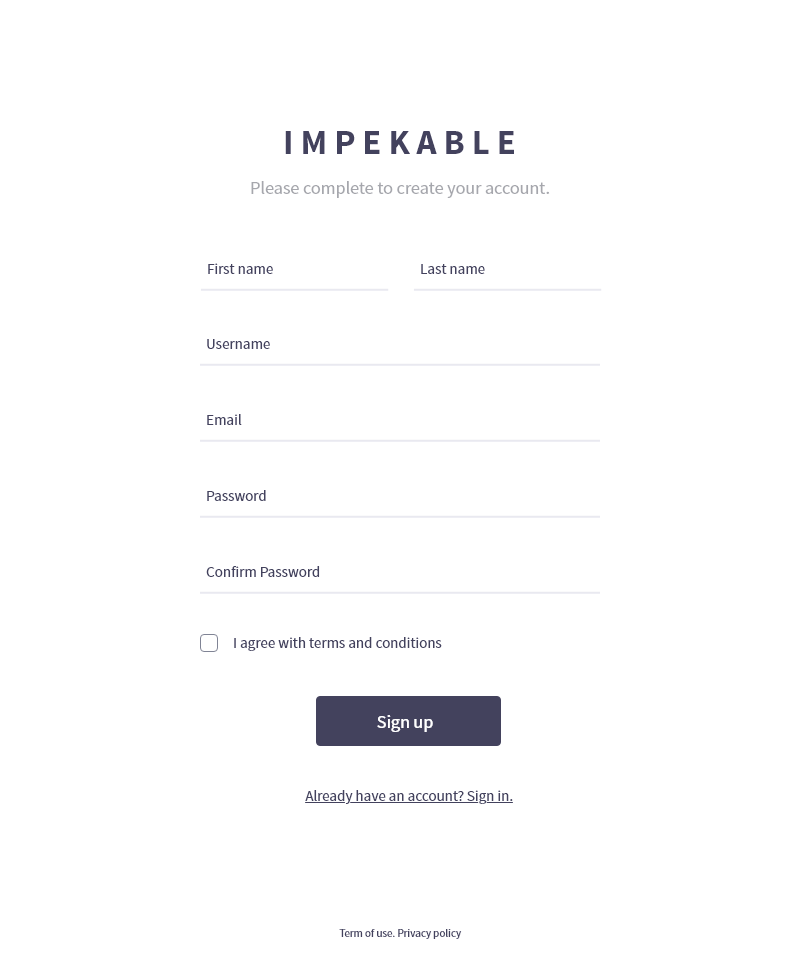 IMPEKABLE
Please complete to create your account.
First name Last name
Username
Email
Password
Confirm Password
I agree with terms and conditions
Sign up
Already have an account? Sign in.
Term of use. Privacy policy